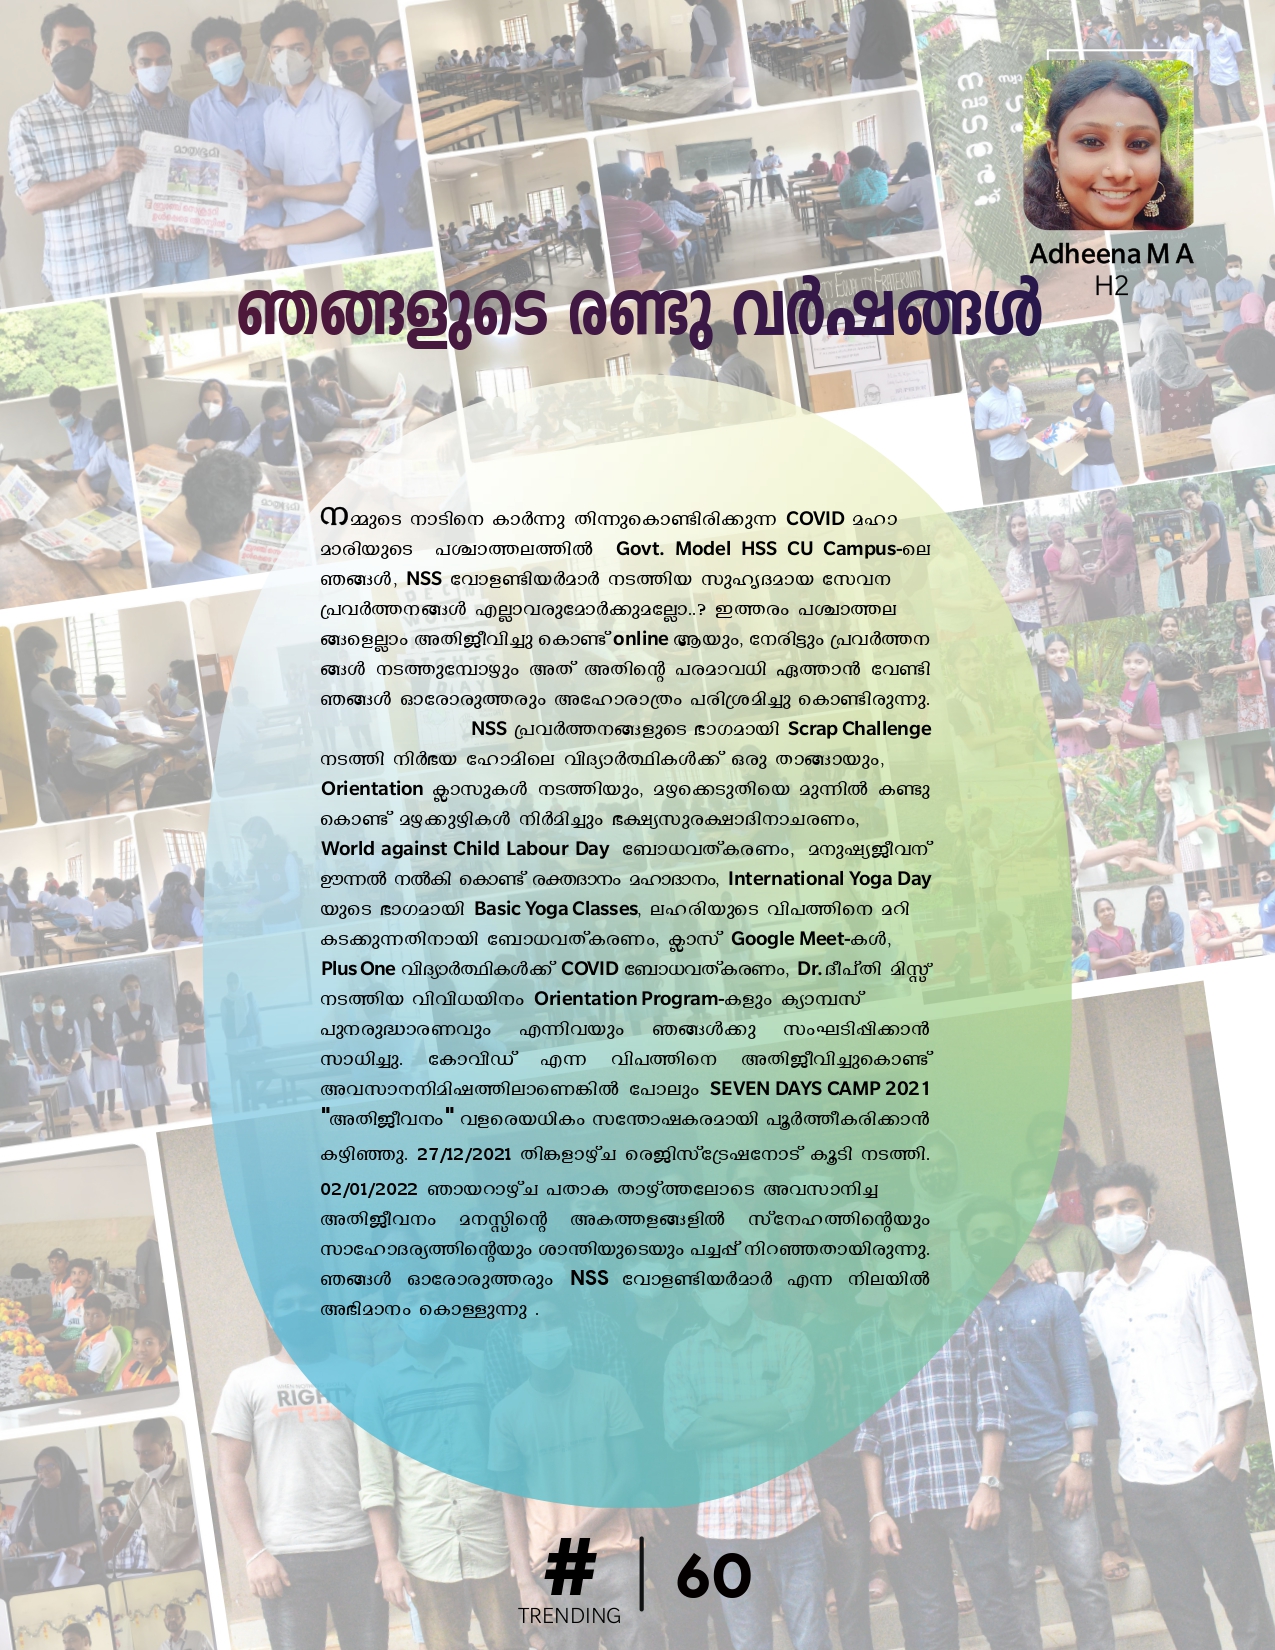 Adheena M A
H2
ഞങ്ങളുടെ രണ്ടു വർഷങ്ങൾ
നമ്മുടെ നാടിനെ കാർന്നു തിന്നുകൊണ്ടിരിക്കുന്ന COVID മഹാ
മാരിയുടെ പശ്ചാത്തലത്തിൽ Govt. Model HSS CU Campus-ലെ
ഞങ്ങൾ, NSS വോളണ്ടിയർമാർ നടത്തിയ സുഹൃദമായ സേവന
പ്രവർത്തനങ്ങൾ എല്ലാവരുമോർക്കുമല്ലോ..? ഇത്തരം പശ്ചാത്തല
ങ്ങളെല്ലാം അതിജീവിച്ചു കൊണ്ട് online ആയും, നേരിട്ടും പ്രവർത്തന
ങ്ങൾ നടത്തുമ്പോഴും അത് അതിന്റെ പരമാവധി ഏത്താൻ വേണ്ടി
ഞങ്ങൾ ഓരോരുത്തരും അഹോരാത്രം പരിശ്രമിച്ചു കൊണ്ടിരുന്നു.
NSS പ്രവർത്തനങ്ങളുടെ ഭാഗമായി Scrap Challenge
നടത്തി നിർഭയ ഹോമിലെ വിദ്യാർത്ഥികൾക്ക് ഒരു താങ്ങായും,
Orientation ക്ലാസുകൾ നടത്തിയും, മഴക്കെടുതിയെ മുന്നിൽ കണ്ടു
കൊണ്ട് മഴക്കുഴികൾ നിർമിച്ചും ഭക്ഷ്യസുരക്ഷാദിനാചരണം,
World against Child Labour Day ബോധവത്കരണം, മനുഷ്യജീവന്
ഊന്നൽ നൽകി കൊണ്ട് രക്തദാനം മഹാദാനം, International Yoga Day
യുടെ ഭാഗമായി Basic Yoga Classes, ലഹരിയുടെ വിപത്തിനെ മറി
കടക്കുന്നതിനായി ബോധവത്കരണം, ക്ലാസ് Google Meet-കൾ,
Plus One വിദ്യാർത്ഥികൾക്ക് COVID ബോധവത്കരണം, Dr. ദീപ്തി മിസ്സ്
നടത്തിയ വിവിധയിനം Orientation Program-കളും ക്യാമ്പസ്
പുനരുദ്ധാരണവും എന്നിവയും ഞങ്ങൾക്കു സംഘടിപ്പിക്കാൻ
സാധിച്ചു. കോവിഡ് എന്ന വിപത്തിനെ അതിജീവിച്ചുകൊണ്ട്
അവസാനനിമിഷത്തിലാണെങ്കിൽ പോലും SEVEN DAYS CAMP 2021
"അതിജീവനം" വളരെയധികം സന്തോഷകരമായി പൂർത്തീകരിക്കാൻ
കഴിഞ്ഞു. 27/12/2021 തിങ്കളാഴ്ച രെജിസ്ട്രേഷനോട് കൂടി നടത്തി.
02/01/2022 ഞായറാഴ്ച പതാക താഴ്ത്തലോടെ അവസാനിച്ച
അതിജീവനം മനസ്സിന്റെ അകത്തളങ്ങളിൽ സ്നേഹത്തിന്റെയും
സാഹോദര്യത്തിന്റെയും ശാന്തിയുടെയും പച്ചപ്പ് നിറഞ്ഞതായിരുന്നു.
ഞങ്ങൾ ഓരോരുത്തരും NSS വോളണ്ടിയർമാർ എന്ന നിലയിൽ
അഭിമാനം കൊള്ളുന്നു .
#
TRENDING
60